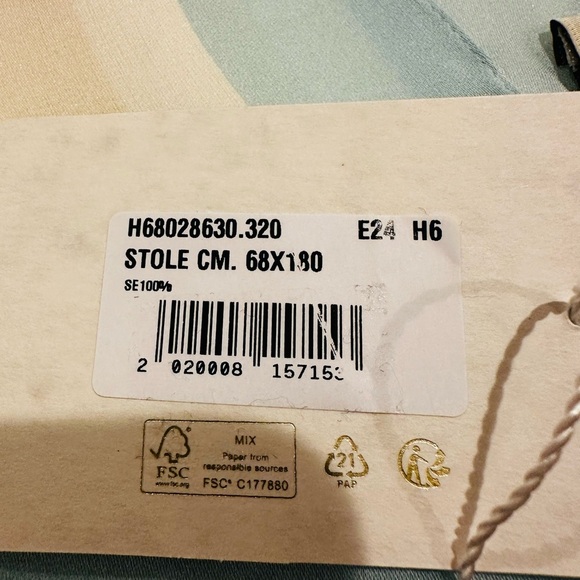 H68028630.320 E24 H6
STOLE CM. 68X180
SE100%
2 020008 157153
FSC
www.fsc.org
MIX
Paper from
responsible sources
FSC® C177880
21
PAP